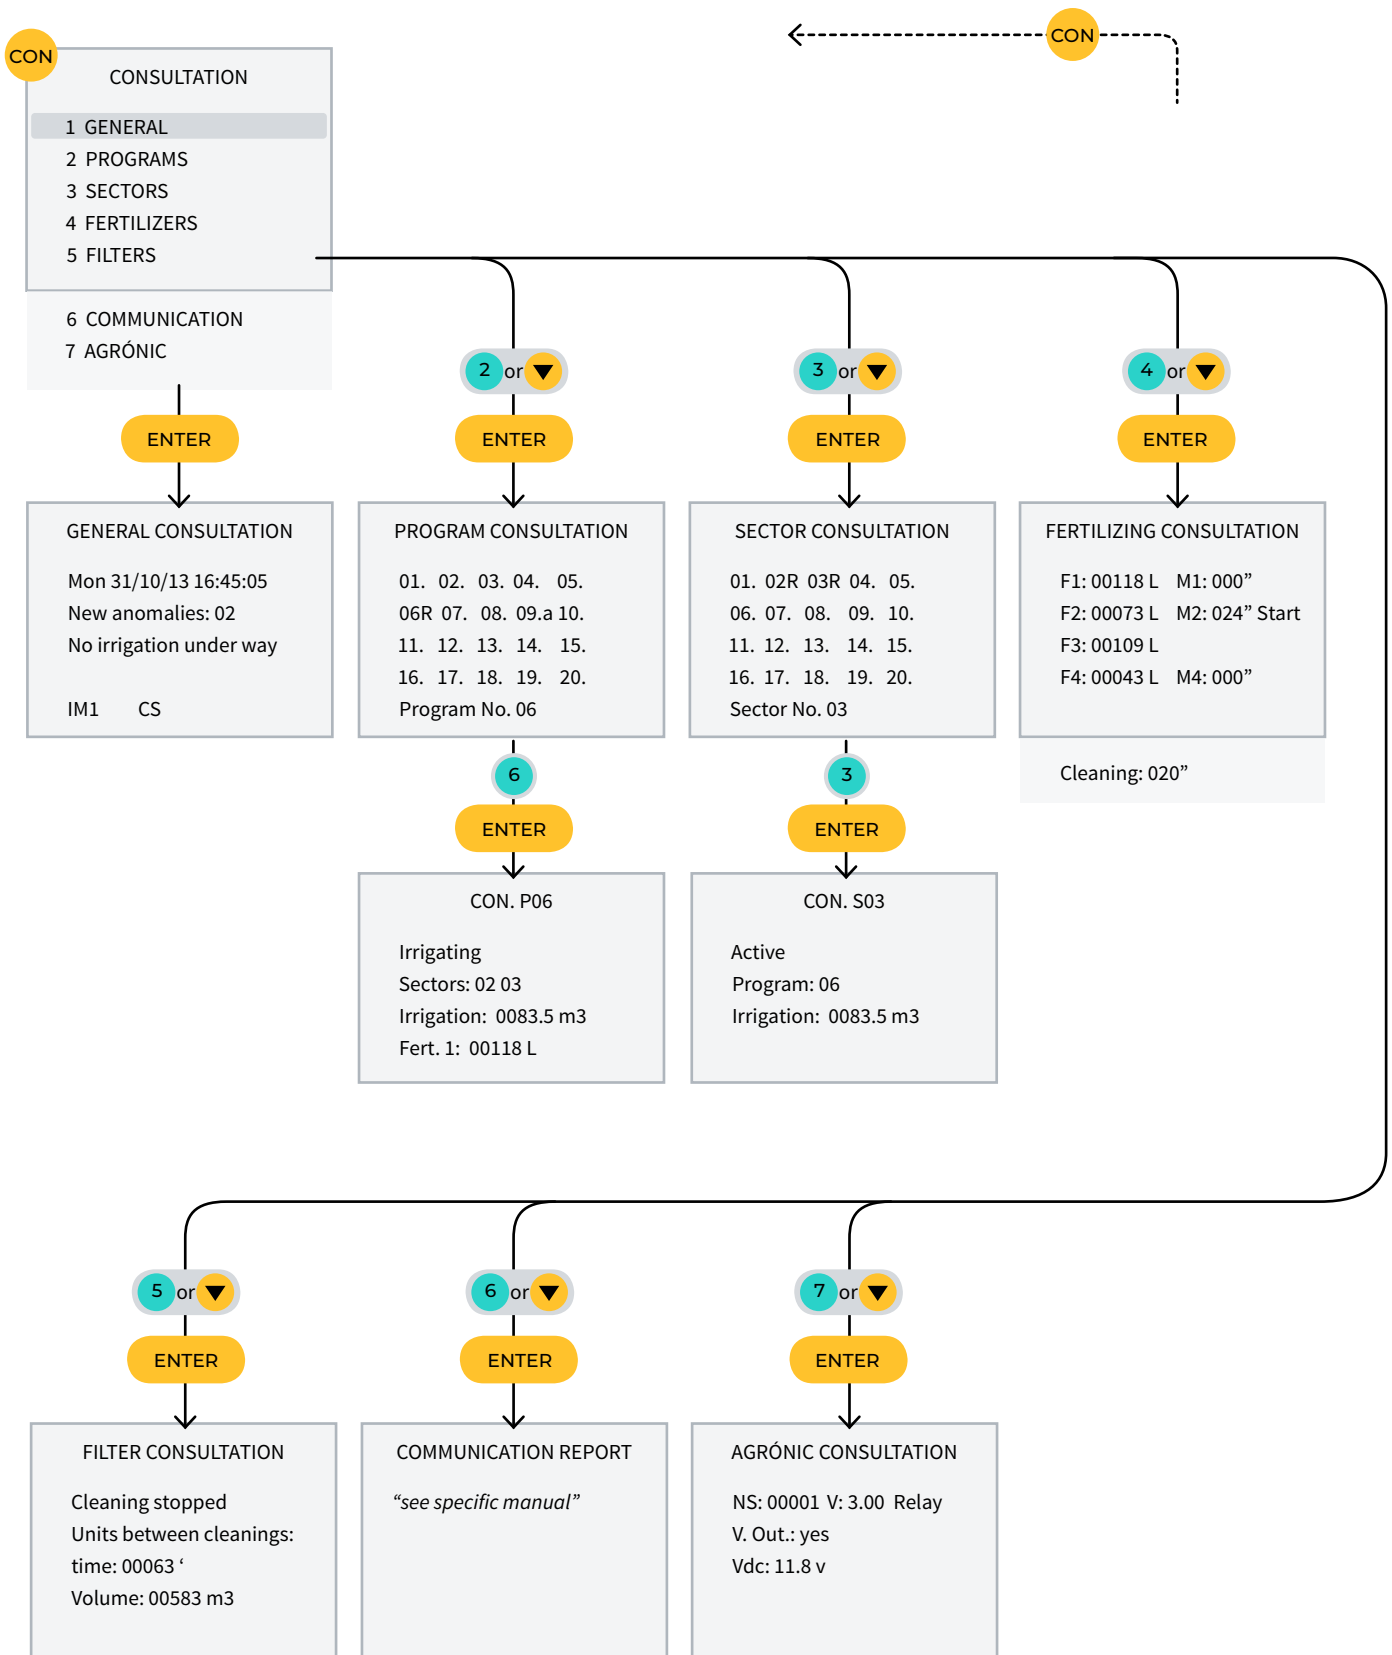 CON
CON
CONSULTATION
1 GENERAL
2 PROGRAMS
3 SECTORS
4 FERTILIZERS
5 FILTERS
6 COMMUNICATION
7 AGRÓNIC
2 or
3 or
4 or
ENTER
ENTER
ENTER
ENTER
GENERAL CONSULTATION
Mon 31/10/13 16:45:05
New anomalies: 02
No irrigation under way
IM1 CS
PROGRAM CONSULTATION
01. 02. 03. 04. 05.
06R 07. 08. 09.a 10.
11. 12. 13. 14. 15.
16. 17. 18. 19. 20.
Program No. 06
SECTOR CONSULTATION
01. 02R 03R 04. 05.
06. 07. 08. 09. 10.
11. 12. 13. 14. 15.
16. 17. 18. 19. 20.
Sector No. 03
FERTILIZING CONSULTATION
F1: 00118 L M1: 000”
F2: 00073 L M2: 024” Start
F3: 00109 L
F4: 00043 L M4: 000”
Cleaning: 020”
6
ENTER
3
ENTER
CON. P06
Irrigating
Sectors: 02 03
Irrigation: 0083.5 m3
Fert. 1: 00118 L
CON. S03
Active
Program: 06
Irrigation: 0083.5 m3
5 or
6 or
7 or
ENTER
ENTER
ENTER
FILTER CONSULTATION
Cleaning stopped
Units between cleanings:
time: 00063 ‘
Volume: 00583 m3
COMMUNICATION REPORT
“see specific manual”
AGRÓNIC CONSULTATION
NS: 00001 V: 3.00 Relay
V. Out.: yes
Vdc: 11.8 v